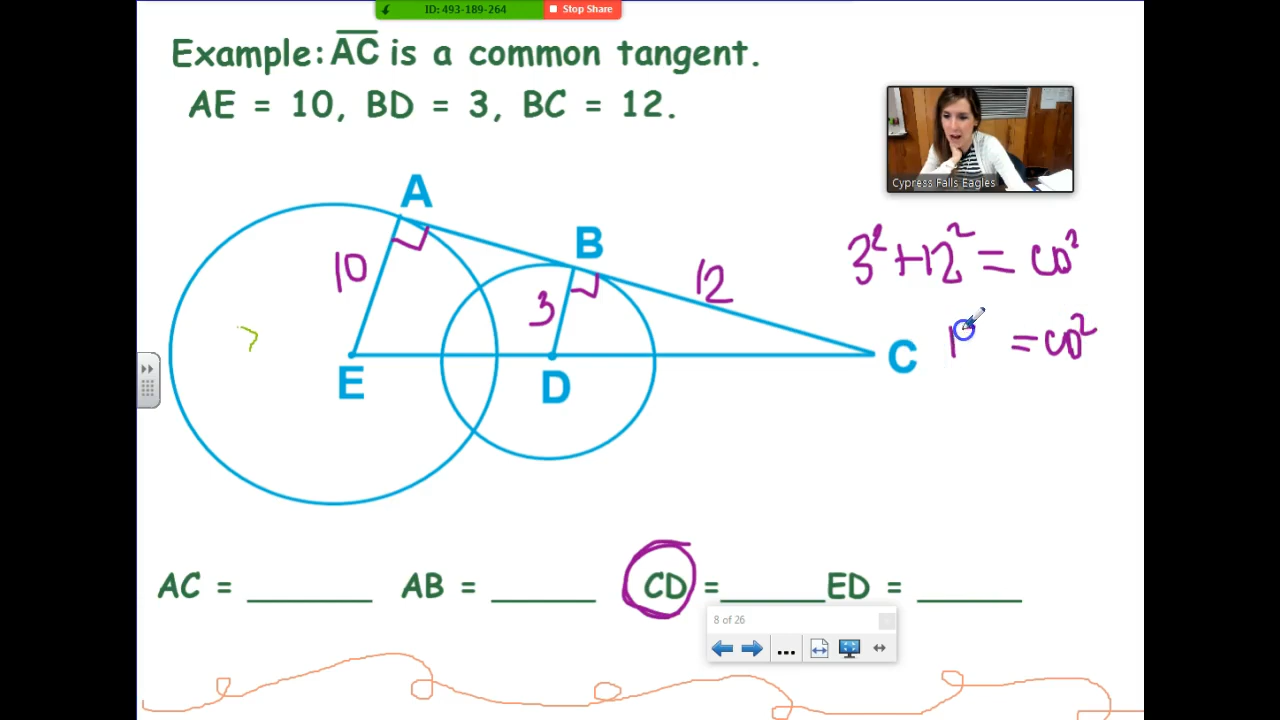 ID: 493-189-264 Stop Share
Example: AC is a common tangent.
AE = 10, BD = 3, BC = 12.
Cypress Falls Eagles
A
B
10
3
12
E
D
C
3² + 12² = CD²
1 = CD²
AC = ______ AB = ______ CD = ______ ED = ______
8 of 26